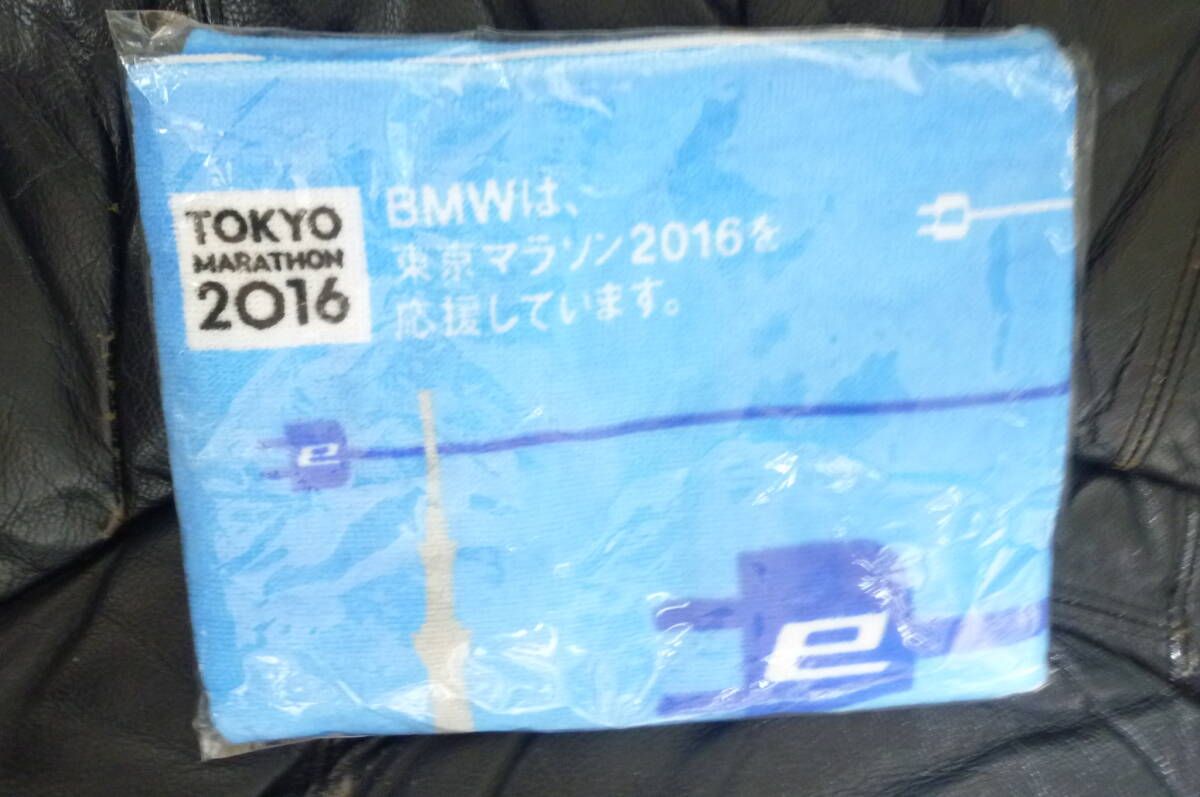 TOKYO
MARATHON
2016
BMWは、
東京マラソン2016を
応援しています。
e
e